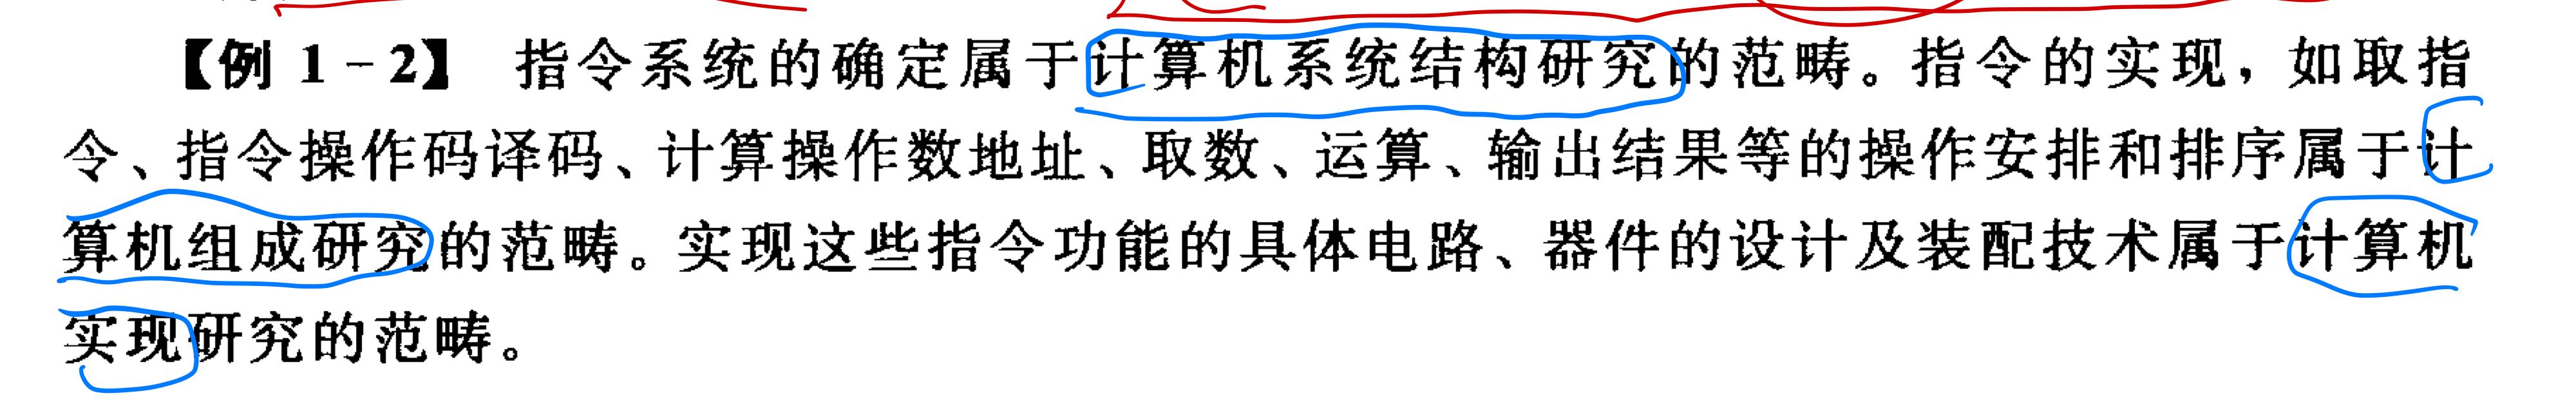 【例 1-2】 指令系统的确定属于计算机系统结构研究的范畴。指令的实现，如取指
令、指令操作码译码、计算操作数地址、取数、运算、输出结果等的操作安排和排序属于计
算机组成研究的范畴。实现这些指令功能的具体电路、器件的设计及装配技术属于计算机
实现研究的范畴。